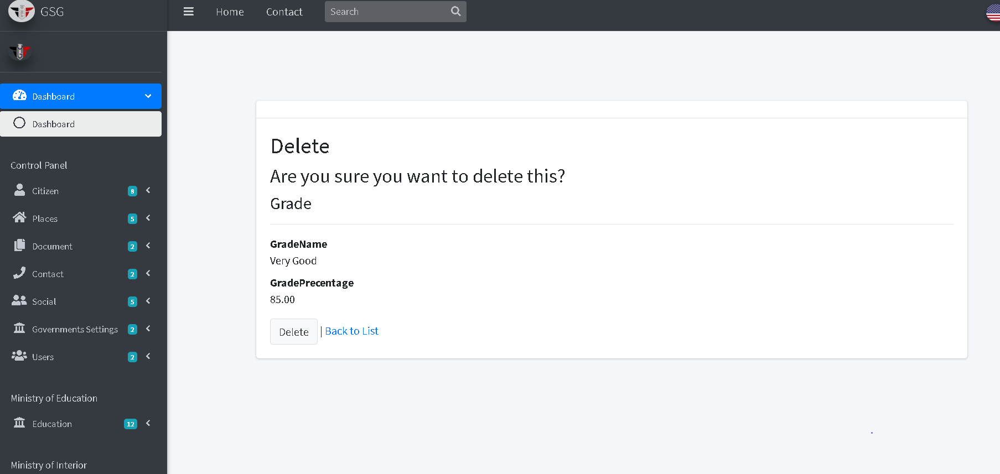 GSG
Home
Contact
Search
Dashboard
Dashboard
Control Panel
Citizen 8
Places 5
Document 2
Contact 2
Social 5
Governments Settings 2
Users 2
Ministry of Education
Education 12
Ministry of Interior
Delete
Are you sure you want to delete this?
Grade
GradeName
Very Good
GradePrecentage
85.00
Delete | Back to List